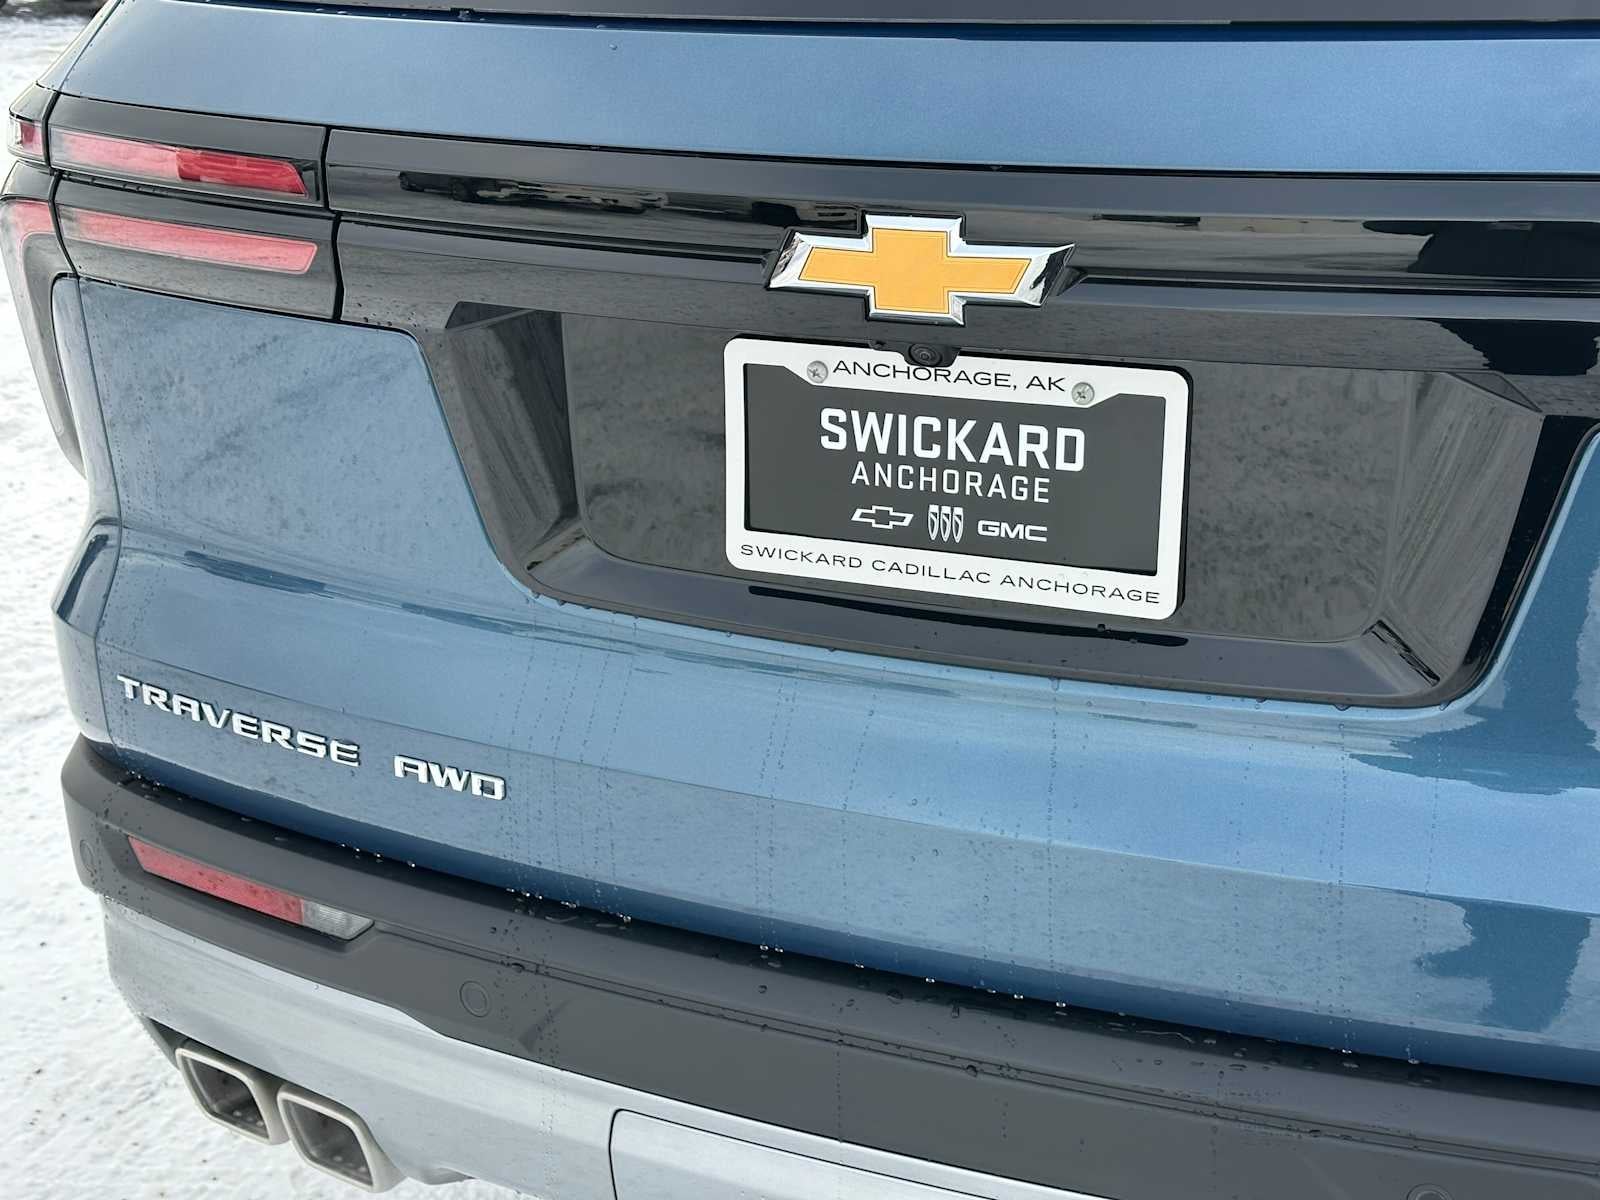 ANCHORAGE, AK
SWICKARD
ANCHORAGE
GMC
SWICKARD CADILLAC ANCHORAGE
TRAVERSE AWD